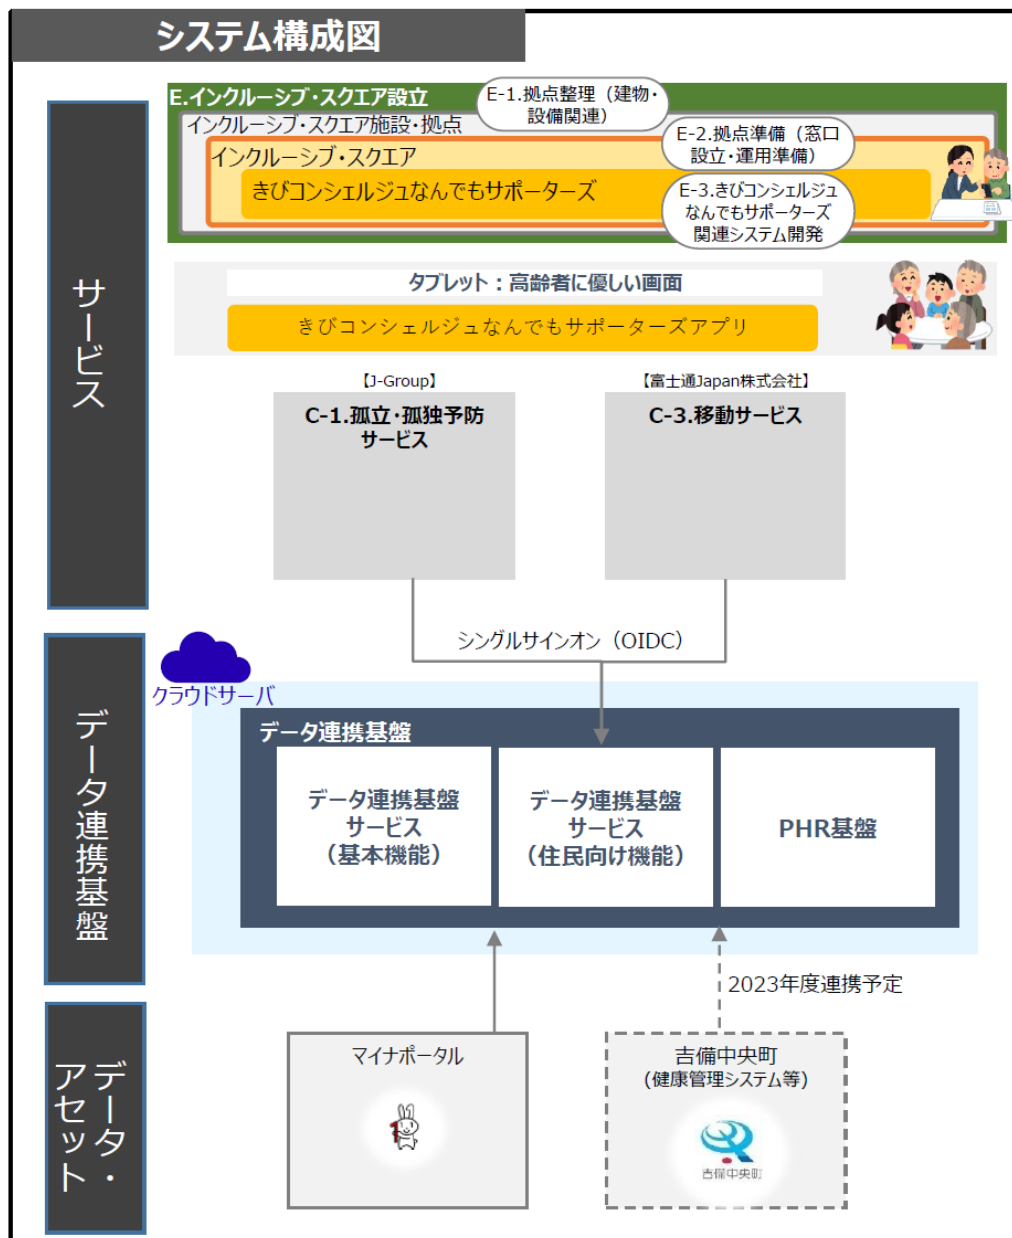 システム構成図
サービス
E.インクルーシブ・スクエア設立
E-1.拠点整理（建物・
設備関連）
インクルーシブ・スクエア施設・拠点
E-2.拠点準備（窓口
設立・運用準備）
インクルーシブ・スクエア
きびコンシェルジュなんでもサポーターズ
E-3.きびコンシェルジュ
なんでもサポーターズ
関連システム開発
タブレット：高齢者に優しい画面
きびコンシェルジュなんでもサポーターズアプリ
【J-Group】
C-1.孤立・孤独予防
サービス
【富士通Japan株式会社】
C-3.移動サービス
シングルサインオン（OIDC）
データ連携基盤
クラウドサーバ
データ連携基盤
データ連携基盤
サービス
（基本機能）
データ連携基盤
サービス
（住民向け機能）
PHR基盤
2023年度連携予定
データ・
アセット
マイナポータル
吉備中央町
(健康管理システム等)
吉備中央町